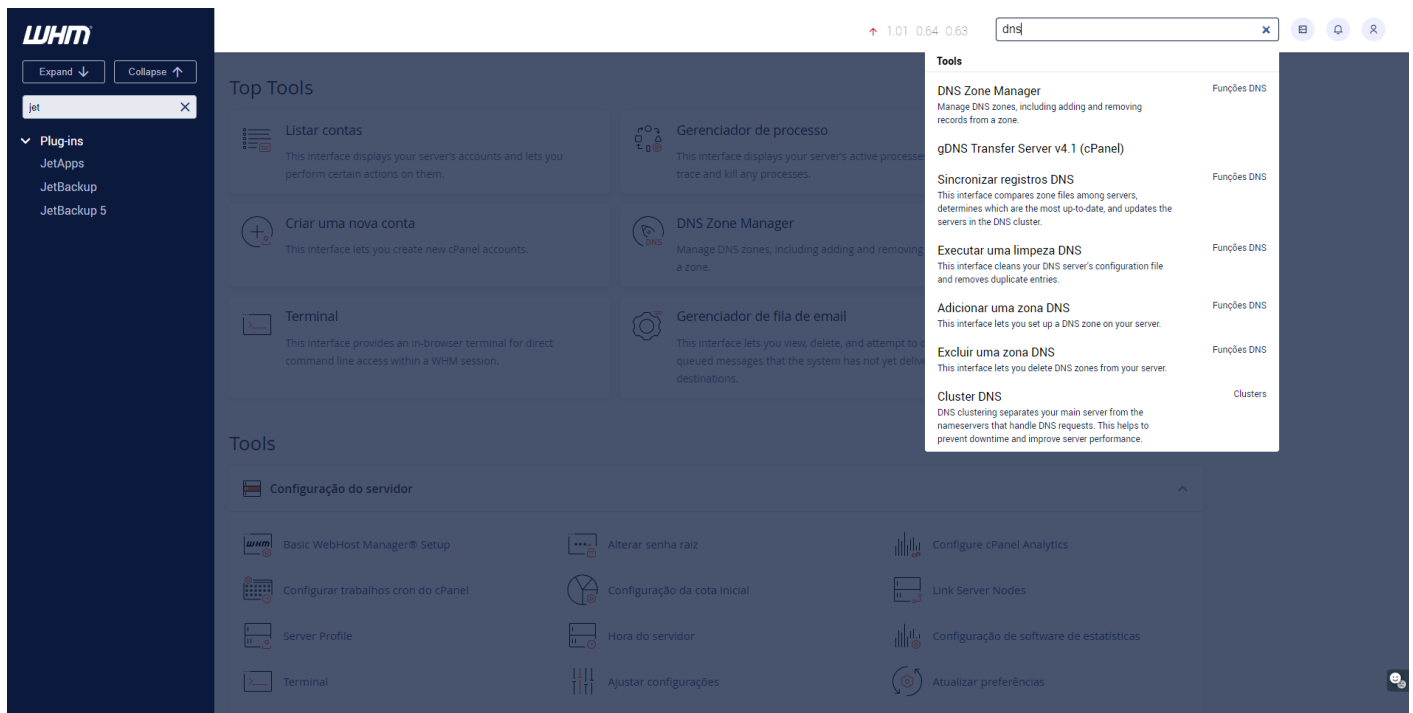 WHM
1.01 0.64 0.63
dns
Expand
Collapse
jet
Plug-ins
JetApps
JetBackup
JetBackup 5
Top Tools
Listar contas
This interface displays your server's accounts and lets you
perform certain actions on them.
Gerenciador de processo
This interface displays your server's active processe
trace and kill any processes.
Criar uma nova conta
This interface lets you create new cPanel accounts.
DNS
DNS Zone Manager
Manage DNS zones, including adding and removing
a zone.
Terminal
This interface provides an in-browser terminal for direct
command line access within a WHM session.
Gerenciador de fila de email
This interface lets you view, delete, and attempt to
queued messages that the system has not yet delive
destinations.
Tools
DNS Zone Manager
Funções DNS
Manage DNS zones, including adding and removing
records from a zone.
gDNS Transfer Server v4.1 (cPanel)
Sincronizar registros DNS
Funções DNS
This interface compares zone files among servers,
determines which are the most up-to-date, and updates the
servers in the DNS cluster.
Executar uma limpeza DNS
Funções DNS
This interface cleans your DNS server's configuration file
and removes duplicate entries.
Adicionar uma zona DNS
Funções DNS
This interface lets you set up a DNS zone on your server.
Excluir uma zona DNS
Funções DNS
This interface lets you delete DNS zones from your server.
Cluster DNS
Clusters
DNS clustering separates your main server from the
nameservers that handle DNS requests. This helps to
prevent downtime and improve server performance.
Tools
Configuração do servidor
WHM
Basic WebHost Manager® Setup
Alterar senha raiz
Configure cPanel Analytics
Configurar trabalhos cron do cPanel
Configuração da cota inicial
Link Server Nodes
Server Profile
Hora do servidor
Configuração de software de estatísticas
Terminal
Ajustar configurações
Atualizar preferências